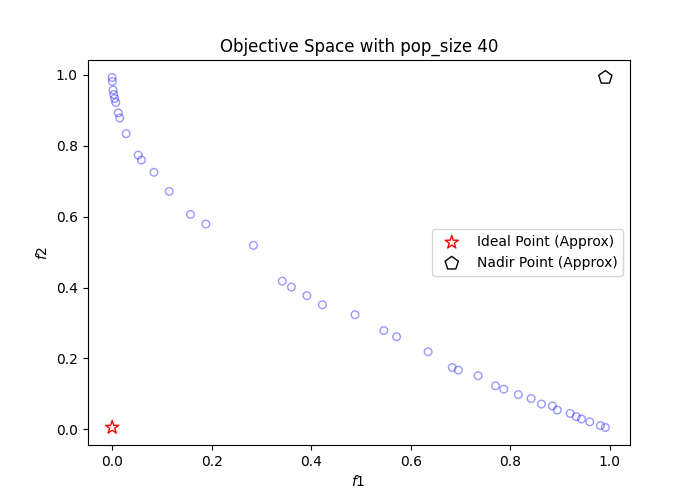 Objective Space with pop_size 40
1.0
0.8
0.6
0.4
0.2
0.0
f2
Ideal Point (Approx)
Nadir Point (Approx)
0.0 0.2 0.4 0.6 0.8 1.0
f1